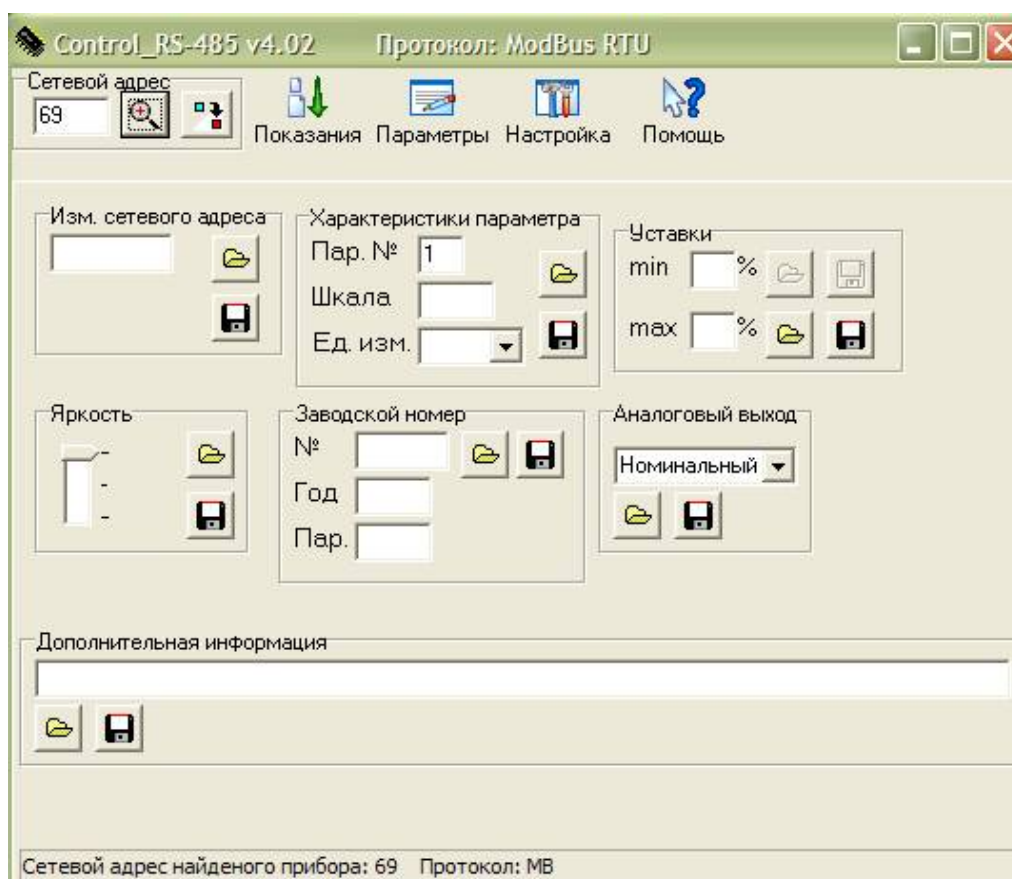 Control_RS-485 v4.02 Протокол: ModBus RTU
Сетевой адрес
69
Показания Параметры Настройка Помощь
Изм. сетевого адреса
Характеристики параметра
Пар. № 1
Шкала
Ед. изм.
Уставки
min %
max %
Яркость
Заводской номер
№
Год
Пар.
Аналоговый выход
Номинальный
Дополнительная информация
Сетевой адрес найденого прибора: 69 Протокол: MB